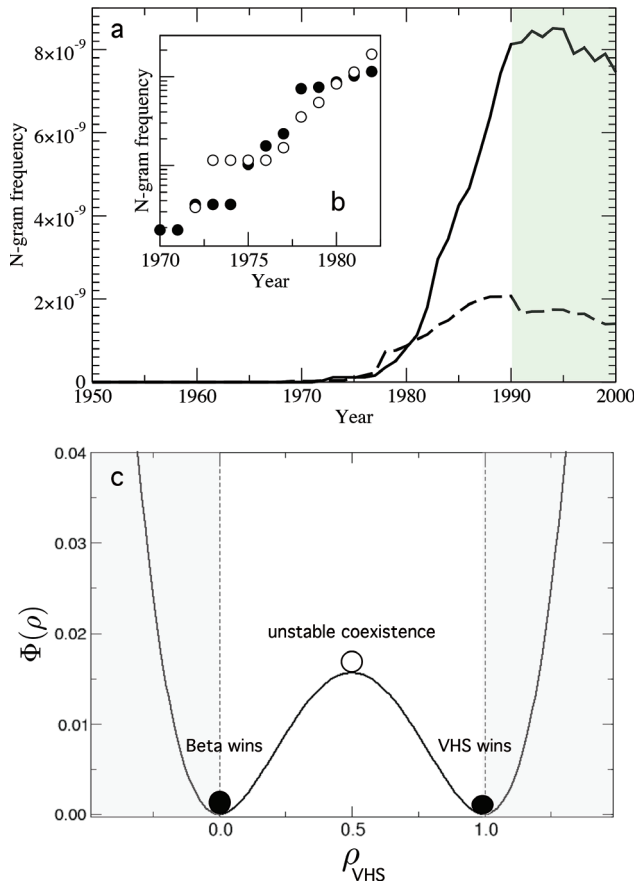 a
8×10⁻⁹
6×10⁻⁹
4×10⁻⁹
2×10⁻⁹
0
N-gram frequency
1950 1960 1970 1980 1990 2000
Year
b
N-gram frequency
1970 1975 1980
Year
c
0.04
0.03
0.02
0.01
0.00
Φ(ρ)
unstable coexistence
Beta wins VHS wins
0.0 0.5 1.0
ρVHS